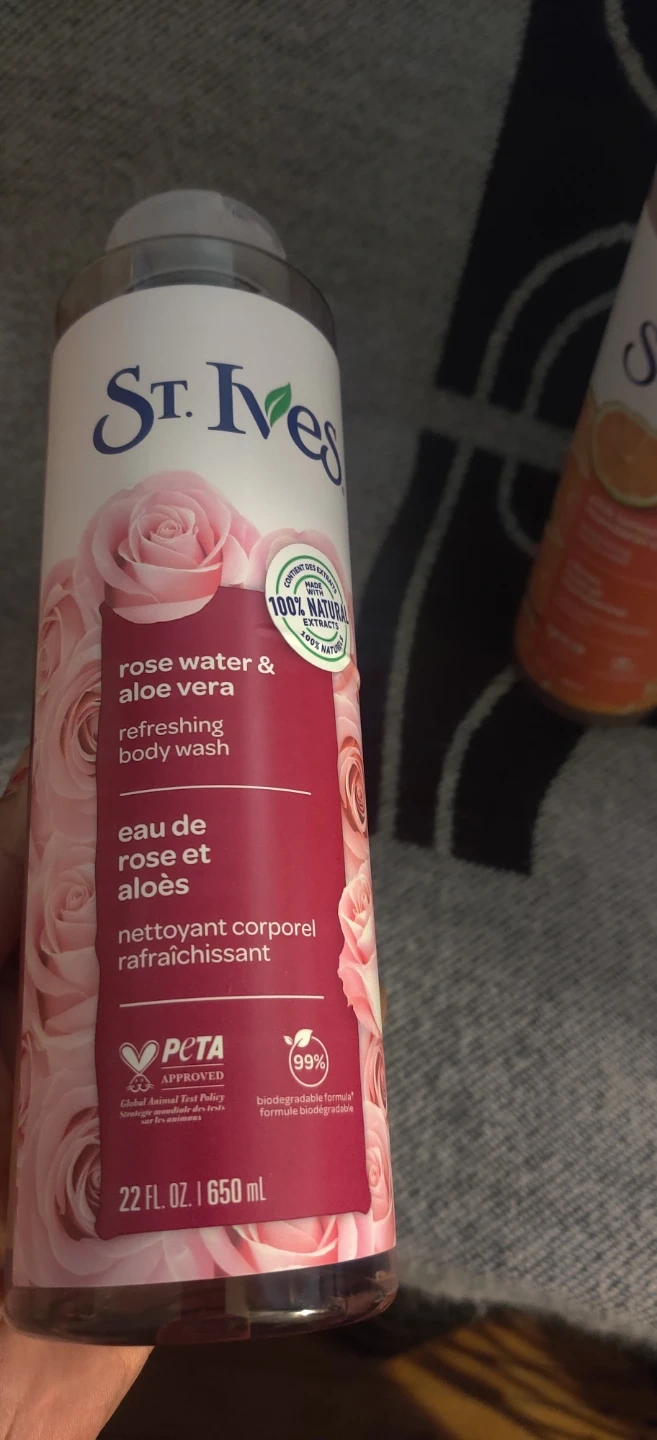 ST. Ives
CONTIENT DES EXTRAITS
MADE
WITH
100% NATURAL
EXTRACTS
100% NATURELS
rose water &
aloe vera
refreshing
body wash
eau de
rose et
aloès
nettoyant corporel
rafraîchissant
PETA
APPROVED
Global Animal Test Policy
Stratégie mondiale des tests
sur les animaux
99%
biodegradable formula*
formule biodégradable
22 FL. OZ. | 650 mL
S